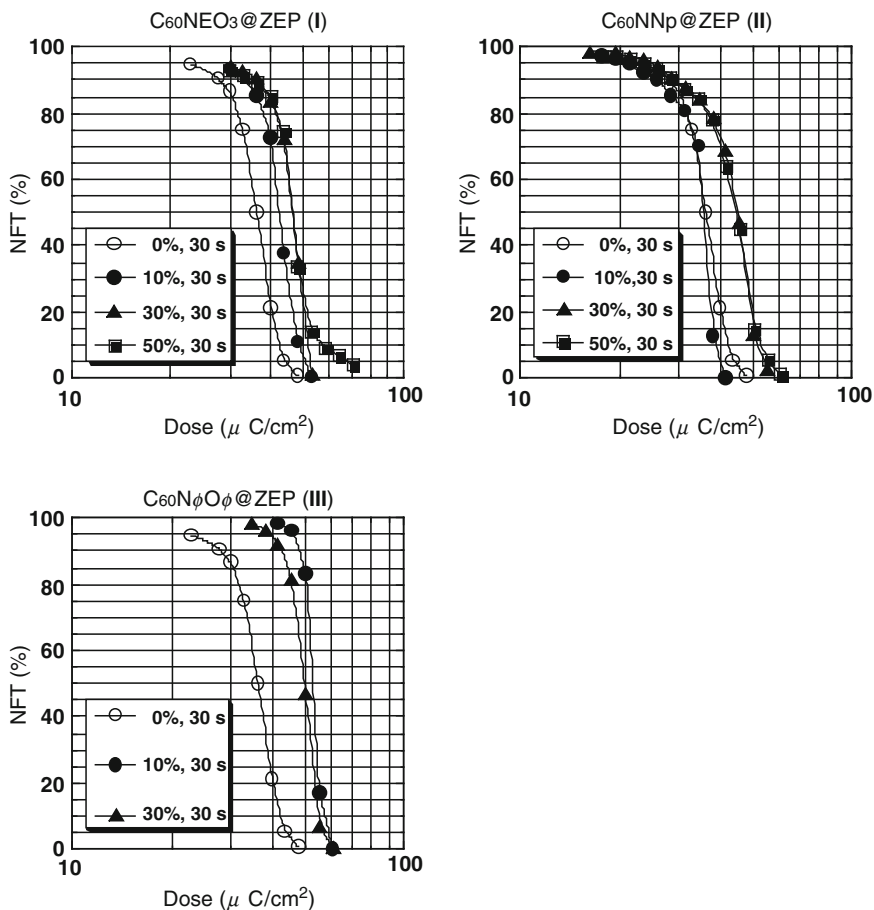 C60NEO3@ZEP (I)
NFT (%)
100
80
60
40
20
0
0%, 30 s
10%, 30 s
30%, 30 s
50%, 30 s
10
100
Dose (μ C/cm2)
C60NNp@ZEP (II)
NFT (%)
100
80
60
40
20
0
0%, 30 s
10%,30 s
30%, 30 s
50%, 30 s
10
100
Dose (μ C/cm2)
C60NϕOϕ@ZEP (III)
NFT (%)
100
80
60
40
20
0
0%, 30 s
10%, 30 s
30%, 30 s
10
100
Dose (μ C/cm2)